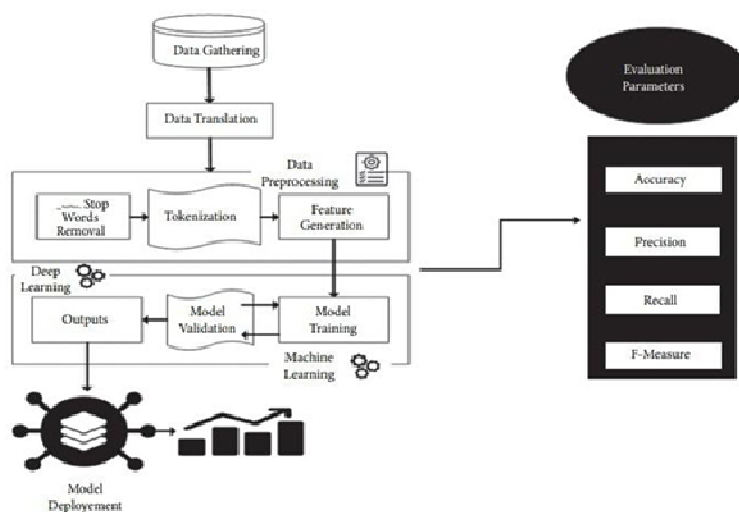 Data Gathering
Data Translation
Data
Preprocessing
Stop
Words
Removal
Tokenization
Feature
Generation
Deep
Learning
Outputs
Model
Validation
Model
Training
Machine
Learning
Model
Deployement
Evaluation
Parameters
Accuracy
Precision
Recall
F-Measure